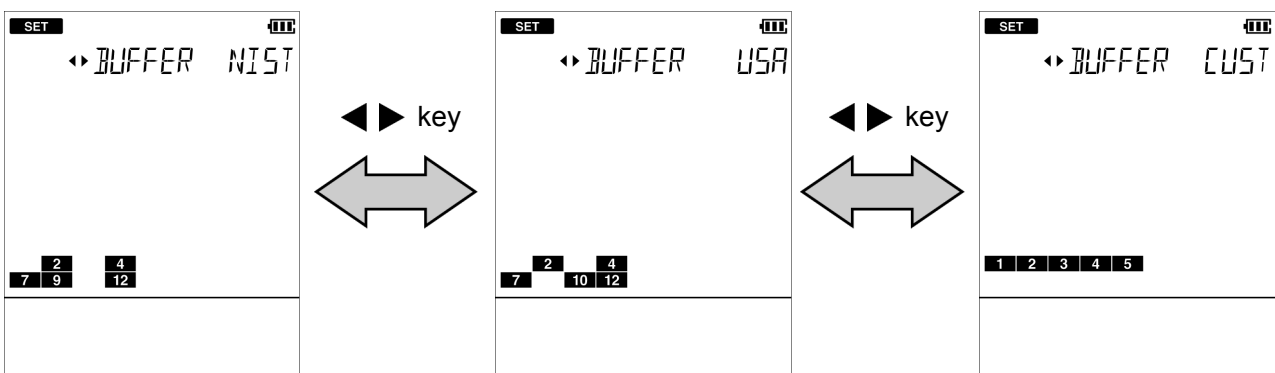 SET
BUFFER NIST
2 4
7 9 12
key
SET
BUFFER USA
2 4
7 10 12
key
SET
BUFFER CUST
1 2 3 4 5